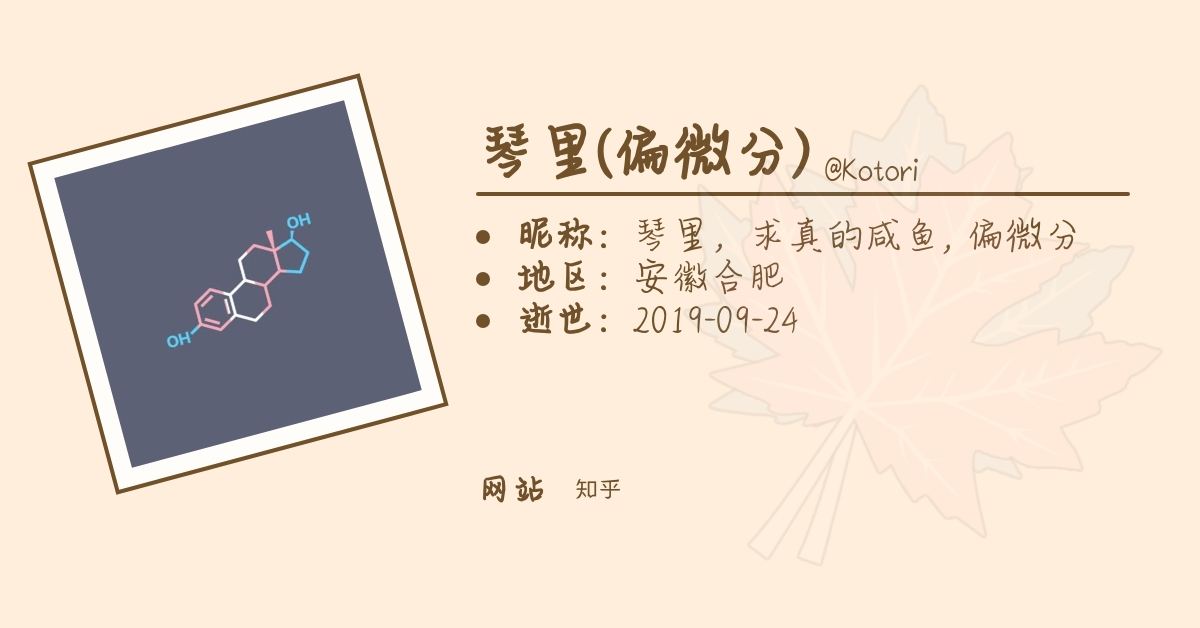 OH
OH
琴里(偏微分) @Kotori
● 昵称：琴里，求真的咸鱼, 偏微分
● 地区：安徽合肥
● 逝世：2019-09-24
网站 知乎